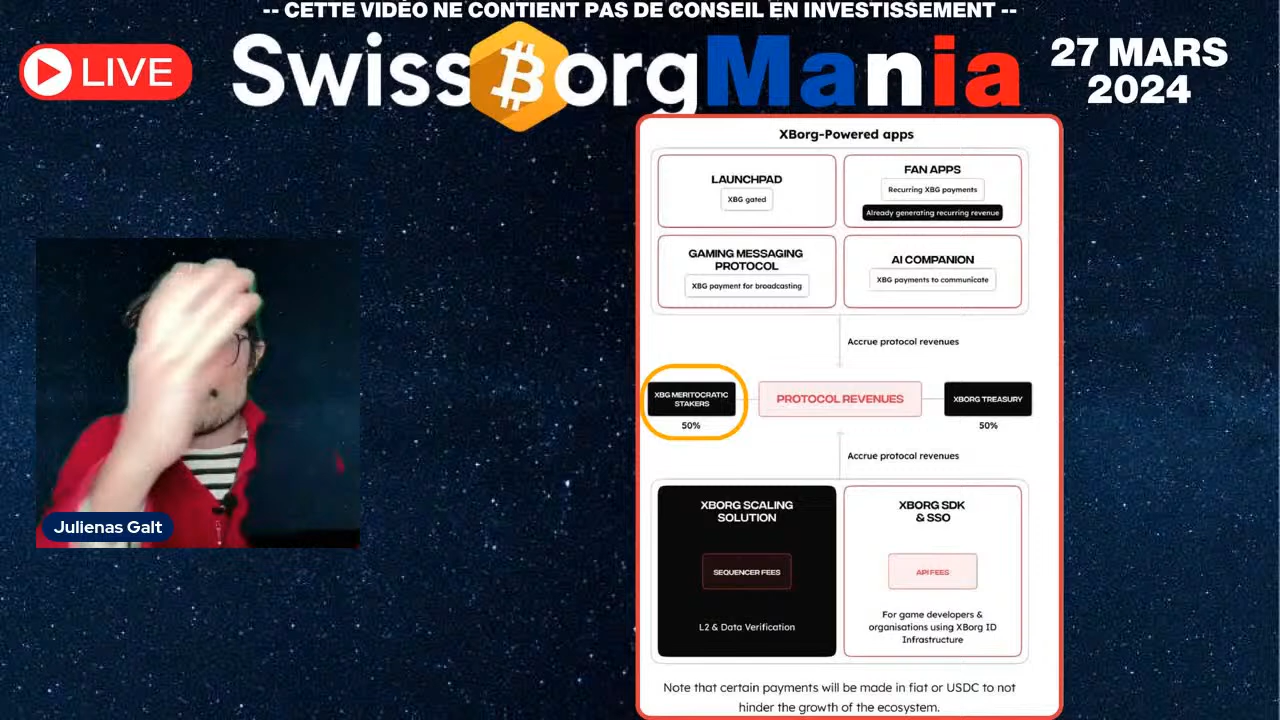 -- CETTE VIDÉO NE CONTIENT PAS DE CONSEIL EN INVESTISSEMENT --
LIVE
SwissBorgMania
27 MARS
2024
XBorg-Powered apps
LAUNCHPAD
XBG gated
FAN APPS
Recurring XBG payments
Already generating recurring revenue
GAMING MESSAGING
PROTOCOL
XBG payment for broadcasting
AI COMPANION
XBG payments to communicate
Accrue protocol revenues
XBG MERITOCRATIC
STAKERS
50%
PROTOCOL REVENUES
XBORG TREASURY
50%
Accrue protocol revenues
XBORG SCALING
SOLUTION
SEQUENCER FEES
L2 & Data Verification
XBORG SDK
& SSO
API FEES
For game developers &
organisations using XBorg ID
Infrastructure
Note that certain payments will be made in fiat or USDC to not
hinder the growth of the ecosystem.
Julienas Galt